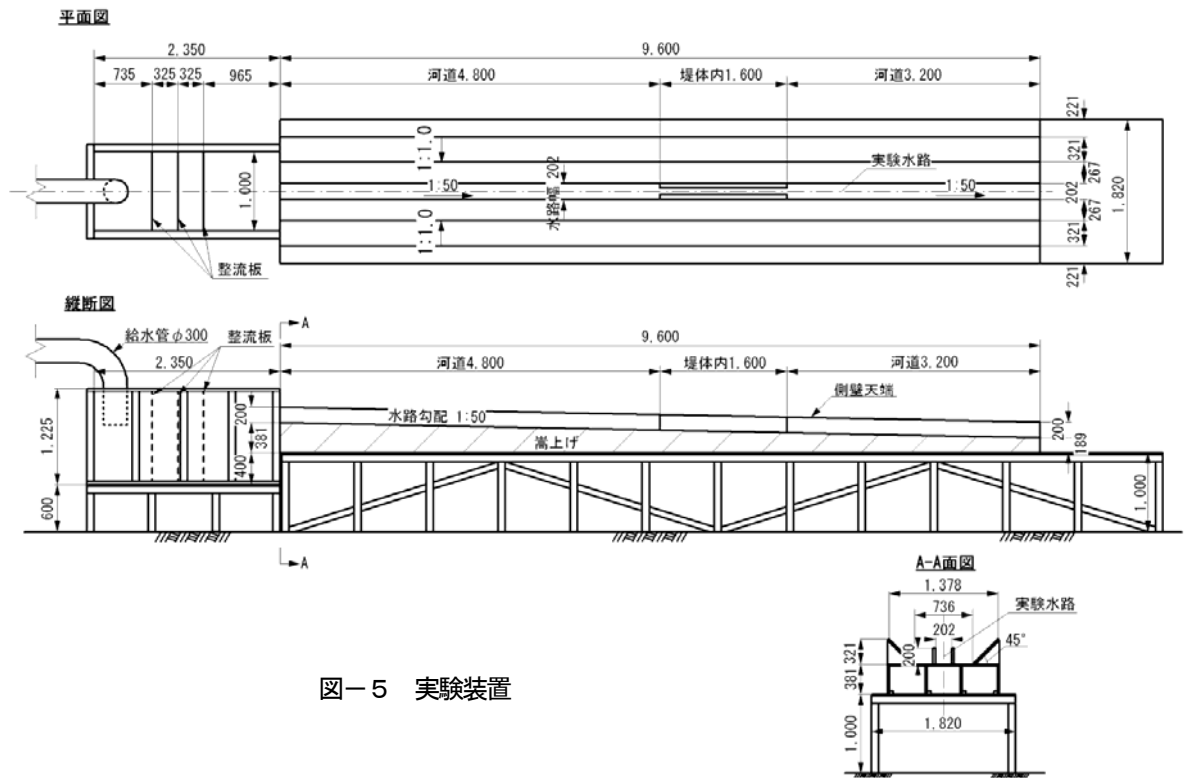 平面図
2.350
9.600
735
325
325
965
河道4.800
堤体内1.600
河道3.200
1:1.0
202
1.000
1:50
水路幅
1:1.0
実験水路
1:50
221
321
267
202
267
321
221
1.820
整流板
縦断図
給水管φ300
整流板
A
2.350
9.600
河道4.800
堤体内1.600
河道3.200
側壁天端
水路勾配 1:50
嵩上げ
1.225
600
200
381
400
200
189
1.000
A
A-A面図
1.378
736
202
実験水路
45°
321
200
381
1.000
1.820
図－５ 実験装置